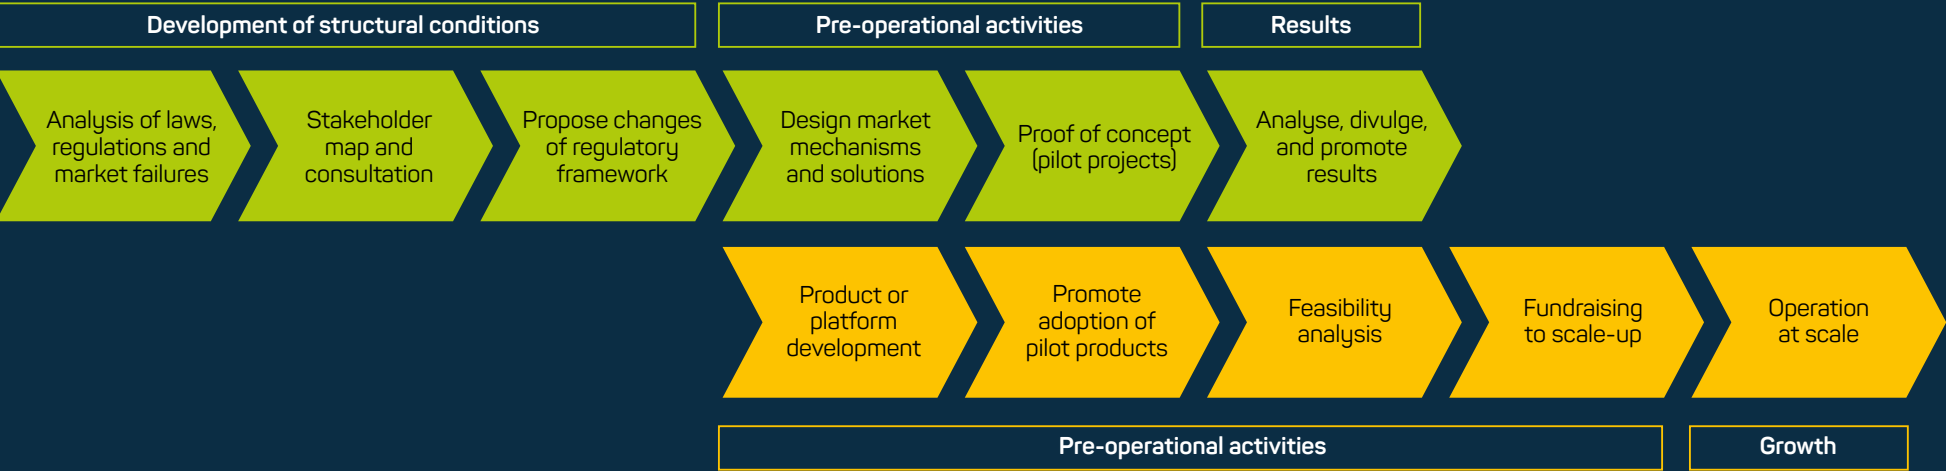 Development of structural conditions
Pre-operational activities
Results
Analysis of laws,
regulations and
market failures
Stakeholder
map and
consultation
Propose changes
of regulatory
framework
Design market
mechanisms
and solutions
Proof of concept
(pilot projects)
Analyse, divulge,
and promote
results
Product or
platform
development
Promote
adoption of
pilot products
Feasibility
analysis
Fundraising
to scale-up
Operation
at scale
Pre-operational activities
Growth